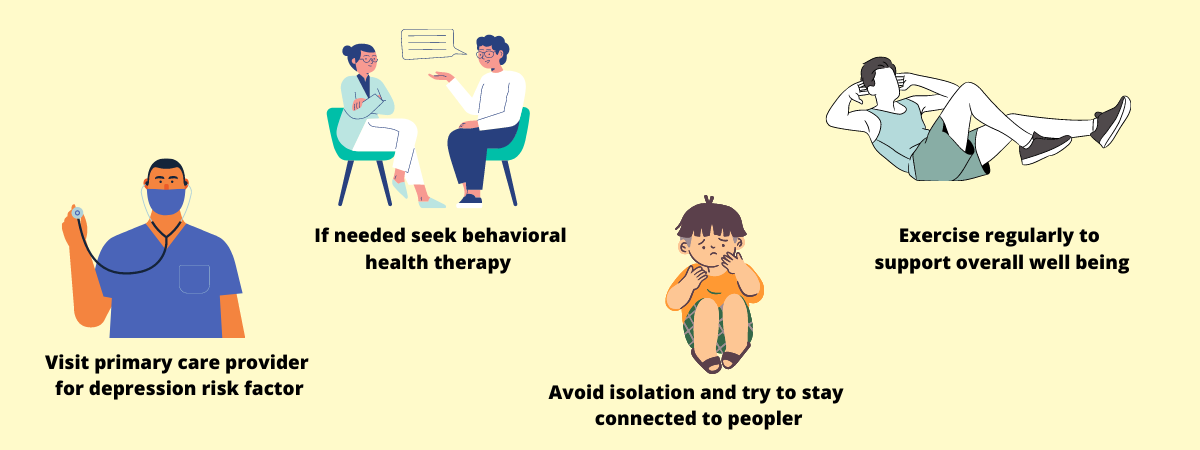 Visit primary care provider
for depression risk factor
If needed seek behavioral
health therapy
Avoid isolation and try to stay
connected to peopler
Exercise regularly to
support overall well being